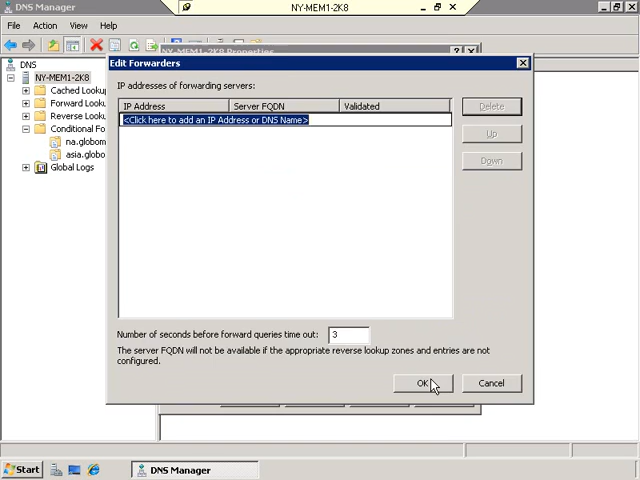 DNS Manager
NY-MEM1-2K8
File Action View Help
NY-MEM1-2K8 Properties
Edit Forwarders
DNS
NY-MEM1-2K8
Cached Looku
Forward Looku
Reverse Looku
Conditional Fo
na.globom
asia.globo
Global Logs
IP addresses of forwarding servers:
IP Address Server FQDN Validated
<Click here to add an IP Address or DNS Name>
Delete
Up
Down
Number of seconds before forward queries time out: 3
The server FQDN will not be available if the appropriate reverse lookup zones and entries are not
configured.
OK Cancel
Start DNS Manager